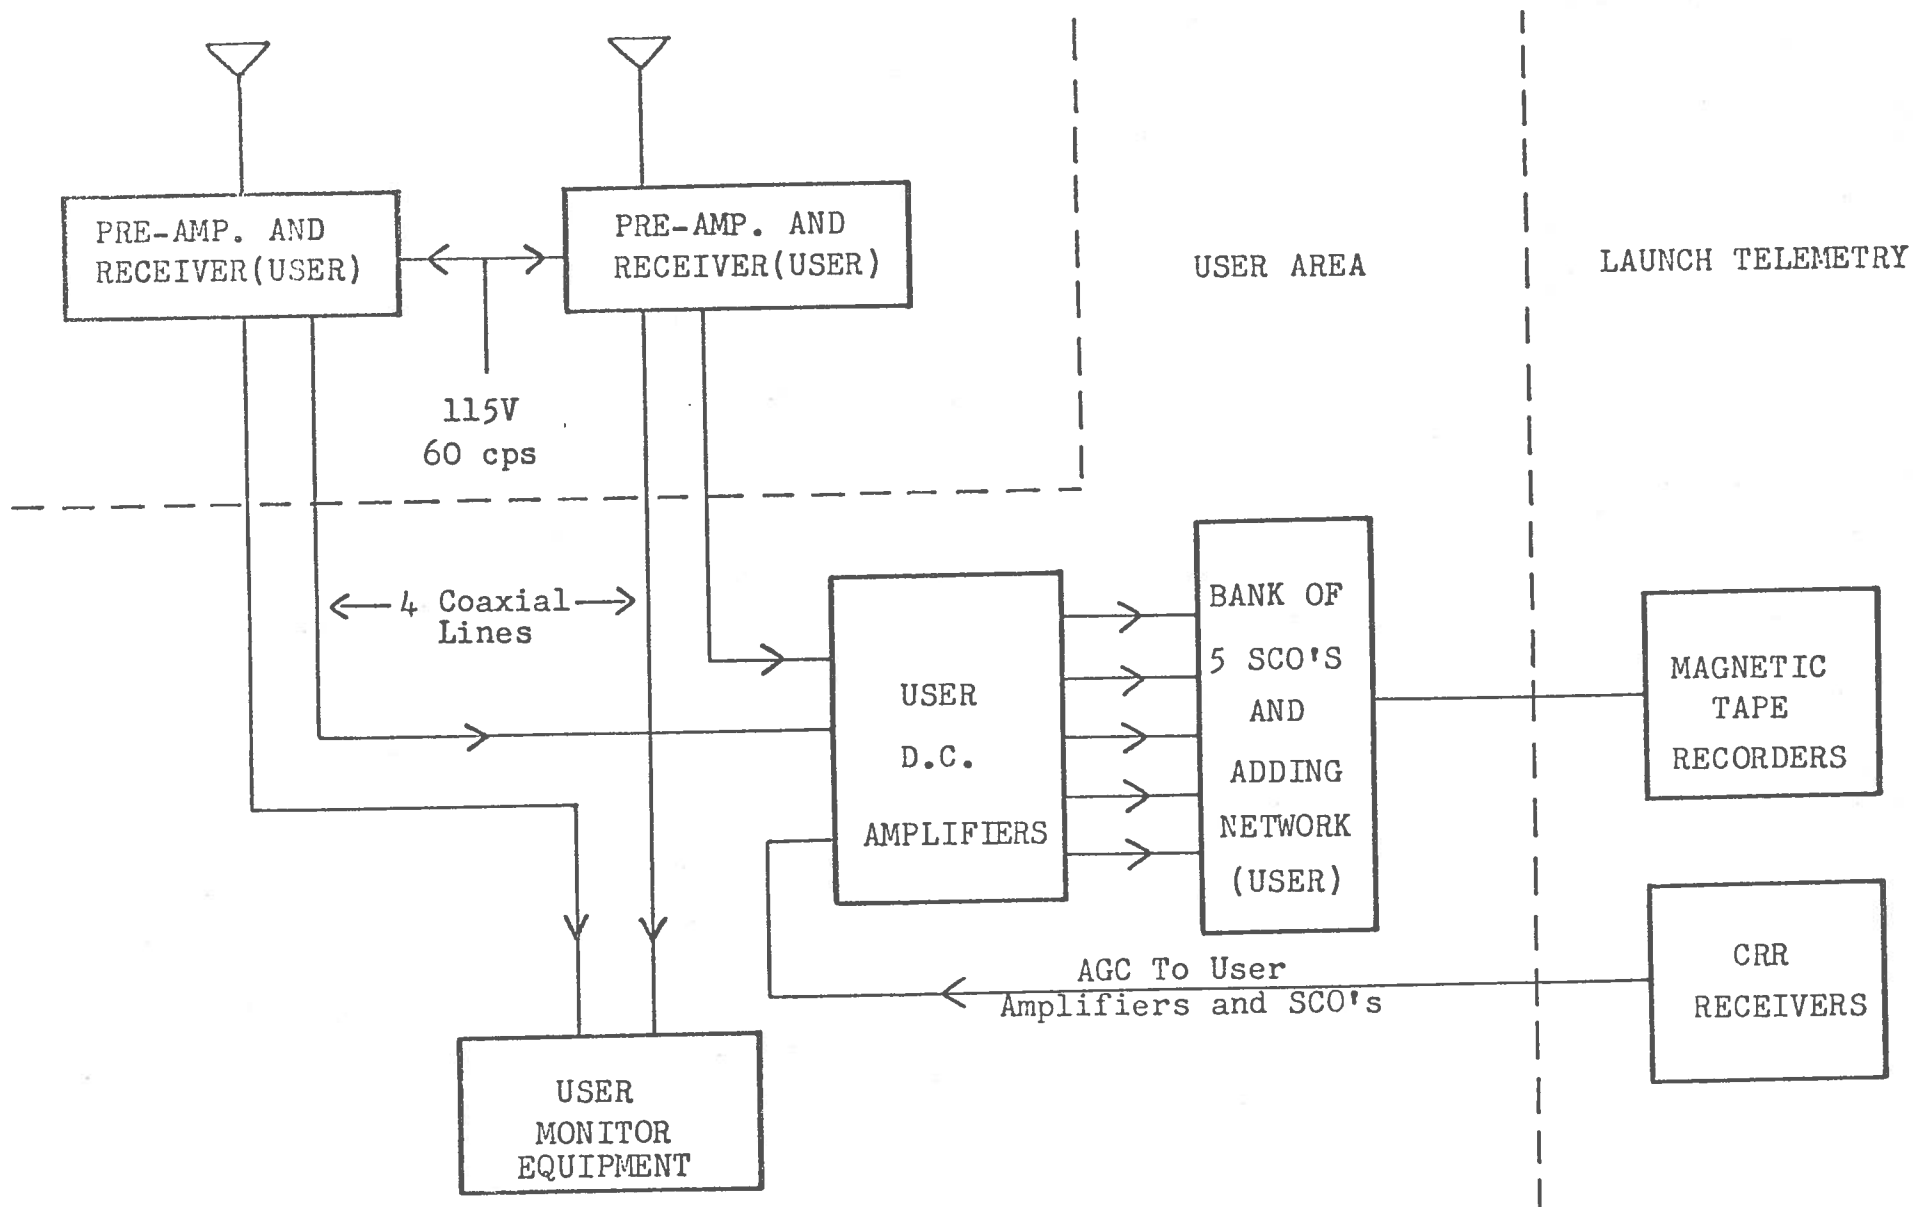 PRE-AMP. AND
RECEIVER(USER)
PRE-AMP. AND
RECEIVER(USER)
USER AREA
LAUNCH TELEMETRY
115V
60 cps
4 Coaxial
Lines
USER
D.C.
AMPLIFIERS
BANK OF
5 SCO'S
AND
ADDING
NETWORK
(USER)
MAGNETIC
TAPE
RECORDERS
AGC To User
Amplifiers and SCO's
CRR
RECEIVERS
USER
MONITOR
EQUIPMENT